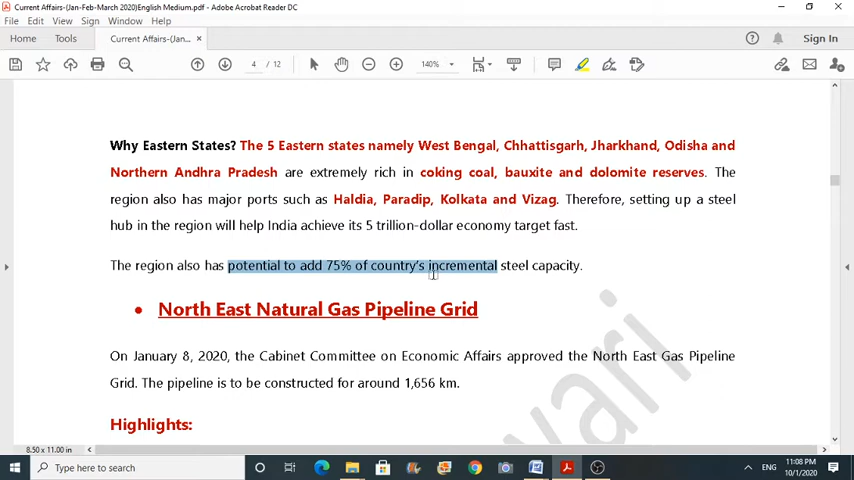 Current Affairs-(Jan-Feb-March 2020)English Medium.pdf - Adobe Acrobat Reader DC
File Edit View Sign Window Help
Home Tools Current Affairs-(Jan... × Sign In
4 / 12 140%
Why Eastern States? The 5 Eastern states namely West Bengal, Chhattisgarh, Jharkhand, Odisha and
Northern Andhra Pradesh are extremely rich in coking coal, bauxite and dolomite reserves. The
region also has major ports such as Haldia, Paradip, Kolkata and Vizag. Therefore, setting up a steel
hub in the region will help India achieve its 5 trillion-dollar economy target fast.
The region also has potential to add 75% of country's incremental steel capacity.
• North East Natural Gas Pipeline Grid
On January 8, 2020, the Cabinet Committee on Economic Affairs approved the North East Gas Pipeline
Grid. The pipeline is to be constructed for around 1,656 km.
Highlights:
8.50 x 11.00 in
Type here to search
ENG
11:08 PM
10/1/2020